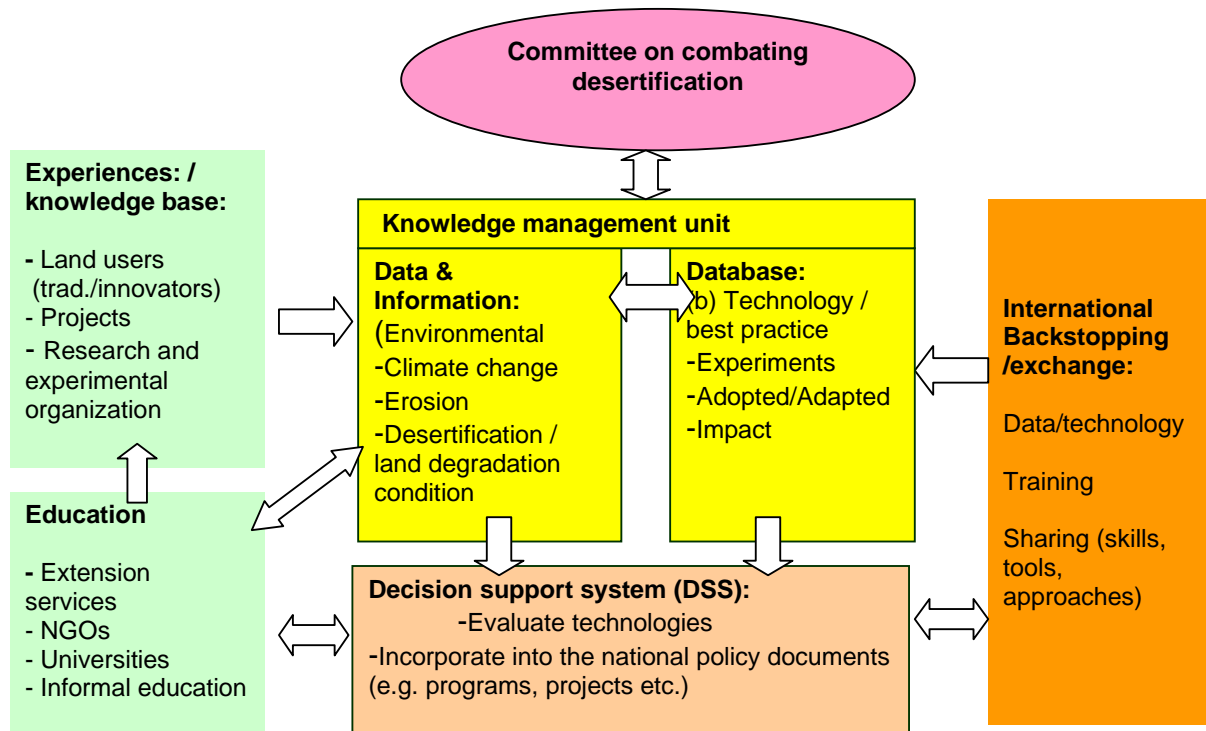 Committee on combating
desertification
Experiences: /
knowledge base:
- Land users
(trad./innovators)
- Projects
- Research and
experimental
organization
Education
- Extension
services
- NGOs
- Universities
- Informal education
Knowledge management unit
Data &
Information:
(Environmental
-Climate change
-Erosion
-Desertification /
land degradation
condition
Database:
(b) Technology /
best practice
-Experiments
-Adopted/Adapted
-Impact
Decision support system (DSS):
-Evaluate technologies
-Incorporate into the national policy documents
(e.g. programs, projects etc.)
International
Backstopping
/exchange:
Data/technology
Training
Sharing (skills,
tools,
approaches)